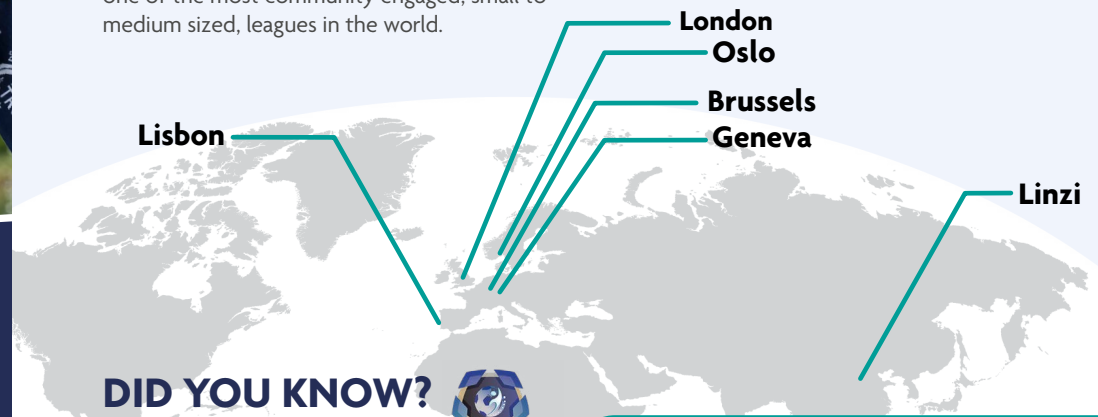 medium sized, leagues in the world.
London
Oslo
Brussels
Geneva
Lisbon
Linzi
DID YOU KNOW?